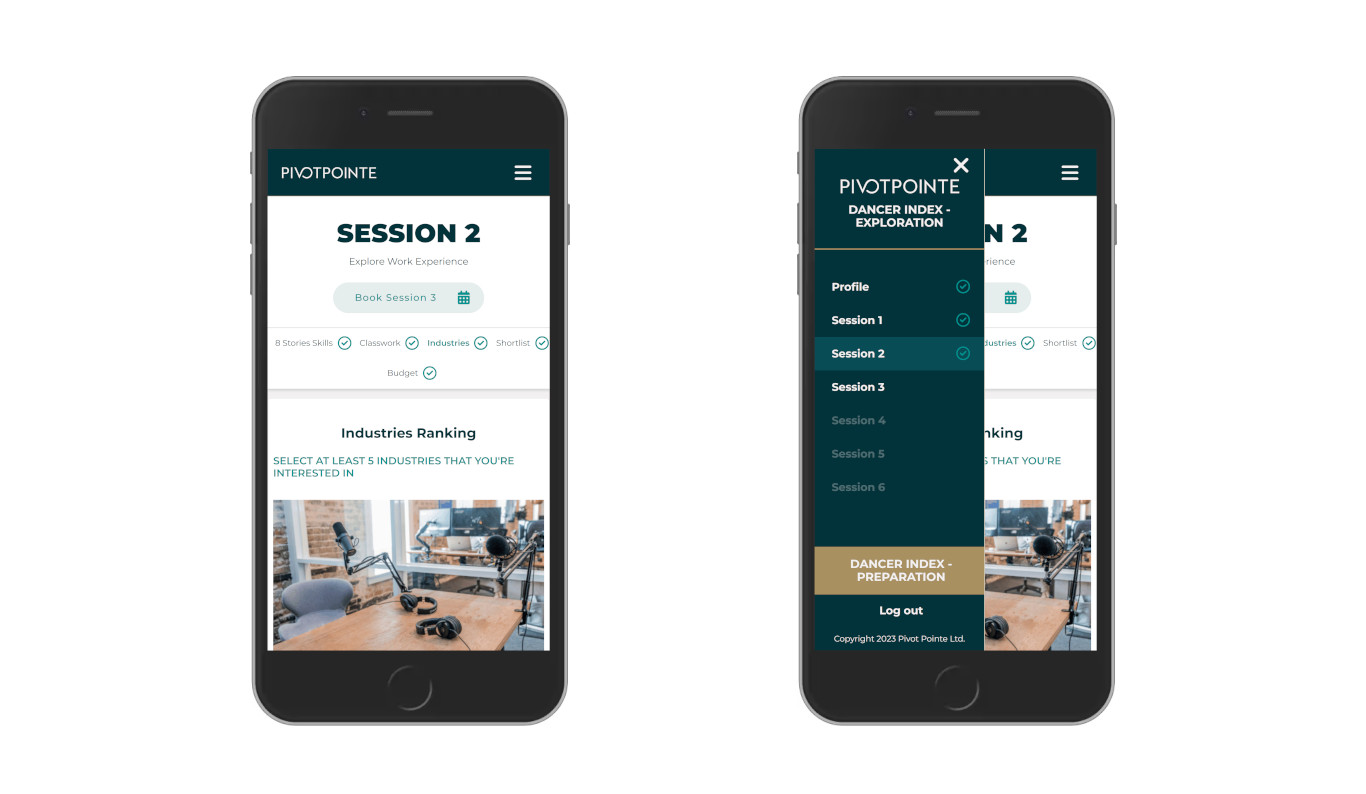 PIVOTPOINTE
SESSION 2
Explore Work Experience
Book Session 3
8 Stories Skills Classwork Industries Shortlist
Budget
Industries Ranking
SELECT AT LEAST 5 INDUSTRIES THAT YOU'RE
INTERESTED IN
PIVOTPOINTE
DANCER INDEX -
EXPLORATION
Profile
Session 1
Session 2
Session 3
Session 4
Session 5
Session 6
DANCER INDEX -
PREPARATION
Log out
Copyright 2023 Pivot Pointe Ltd.
N 2
rience
dustries Shortlist
nking
S THAT YOU'RE